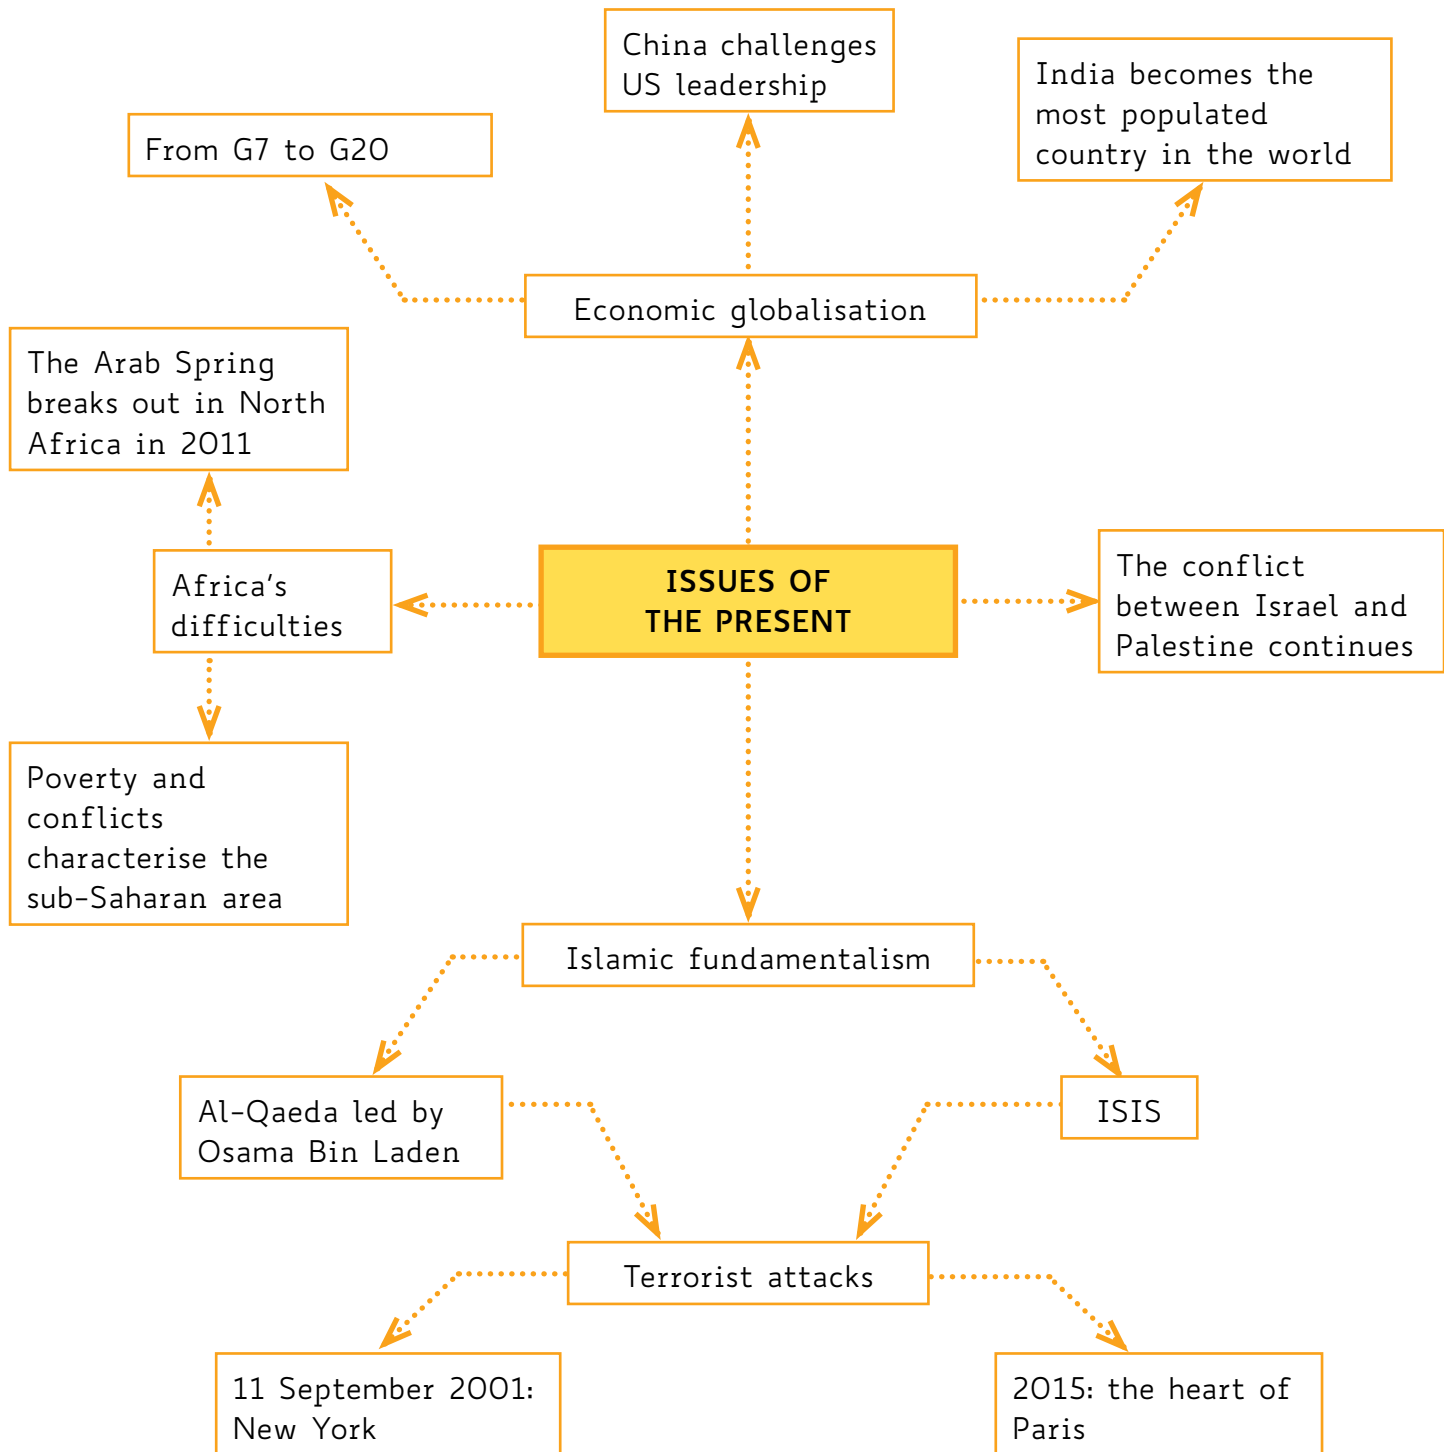 China challenges
US leadership
India becomes the
most populated
country in the world
From G7 to G20
Economic globalisation
The Arab Spring
breaks out in North
Africa in 2011
Africa's
difficulties
ISSUES OF
THE PRESENT
The conflict
between Israel and
Palestine continues
Poverty and
conflicts
characterise the
sub-Saharan area
Islamic fundamentalism
Al-Qaeda led by
Osama Bin Laden
ISIS
Terrorist attacks
11 September 2001:
New York
2015: the heart of
Paris